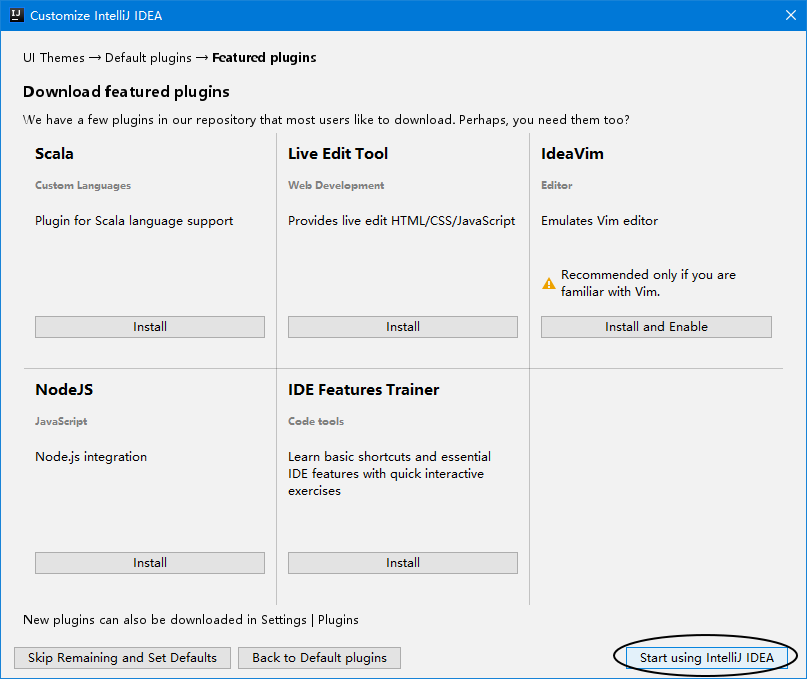 Customize IntelliJ IDEA
UI Themes → Default plugins → Featured plugins
Download featured plugins
We have a few plugins in our repository that most users like to download. Perhaps, you need them too?
Scala
Custom Languages
Plugin for Scala language support
Install
Live Edit Tool
Web Development
Provides live edit HTML/CSS/JavaScript
Install
IdeaVim
Editor
Emulates Vim editor
Recommended only if you are
familiar with Vim.
Install and Enable
NodeJS
JavaScript
Node.js integration
Install
IDE Features Trainer
Code tools
Learn basic shortcuts and essential
IDE features with quick interactive
exercises
Install
New plugins can also be downloaded in Settings | Plugins
Skip Remaining and Set Defaults
Back to Default plugins
Start using IntelliJ IDEA